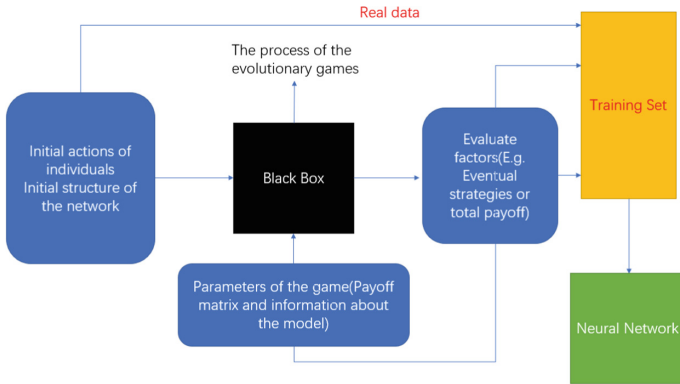 Real data
The process of the
evolutionary games
Training Set
Initial actions of
individuals
Initial structure of
the network
Black Box
Evaluate
factors(E.g.
Eventual
strategies or
total payoff)
Parameters of the game(Payoff
matrix and information about
the model)
Neural Network